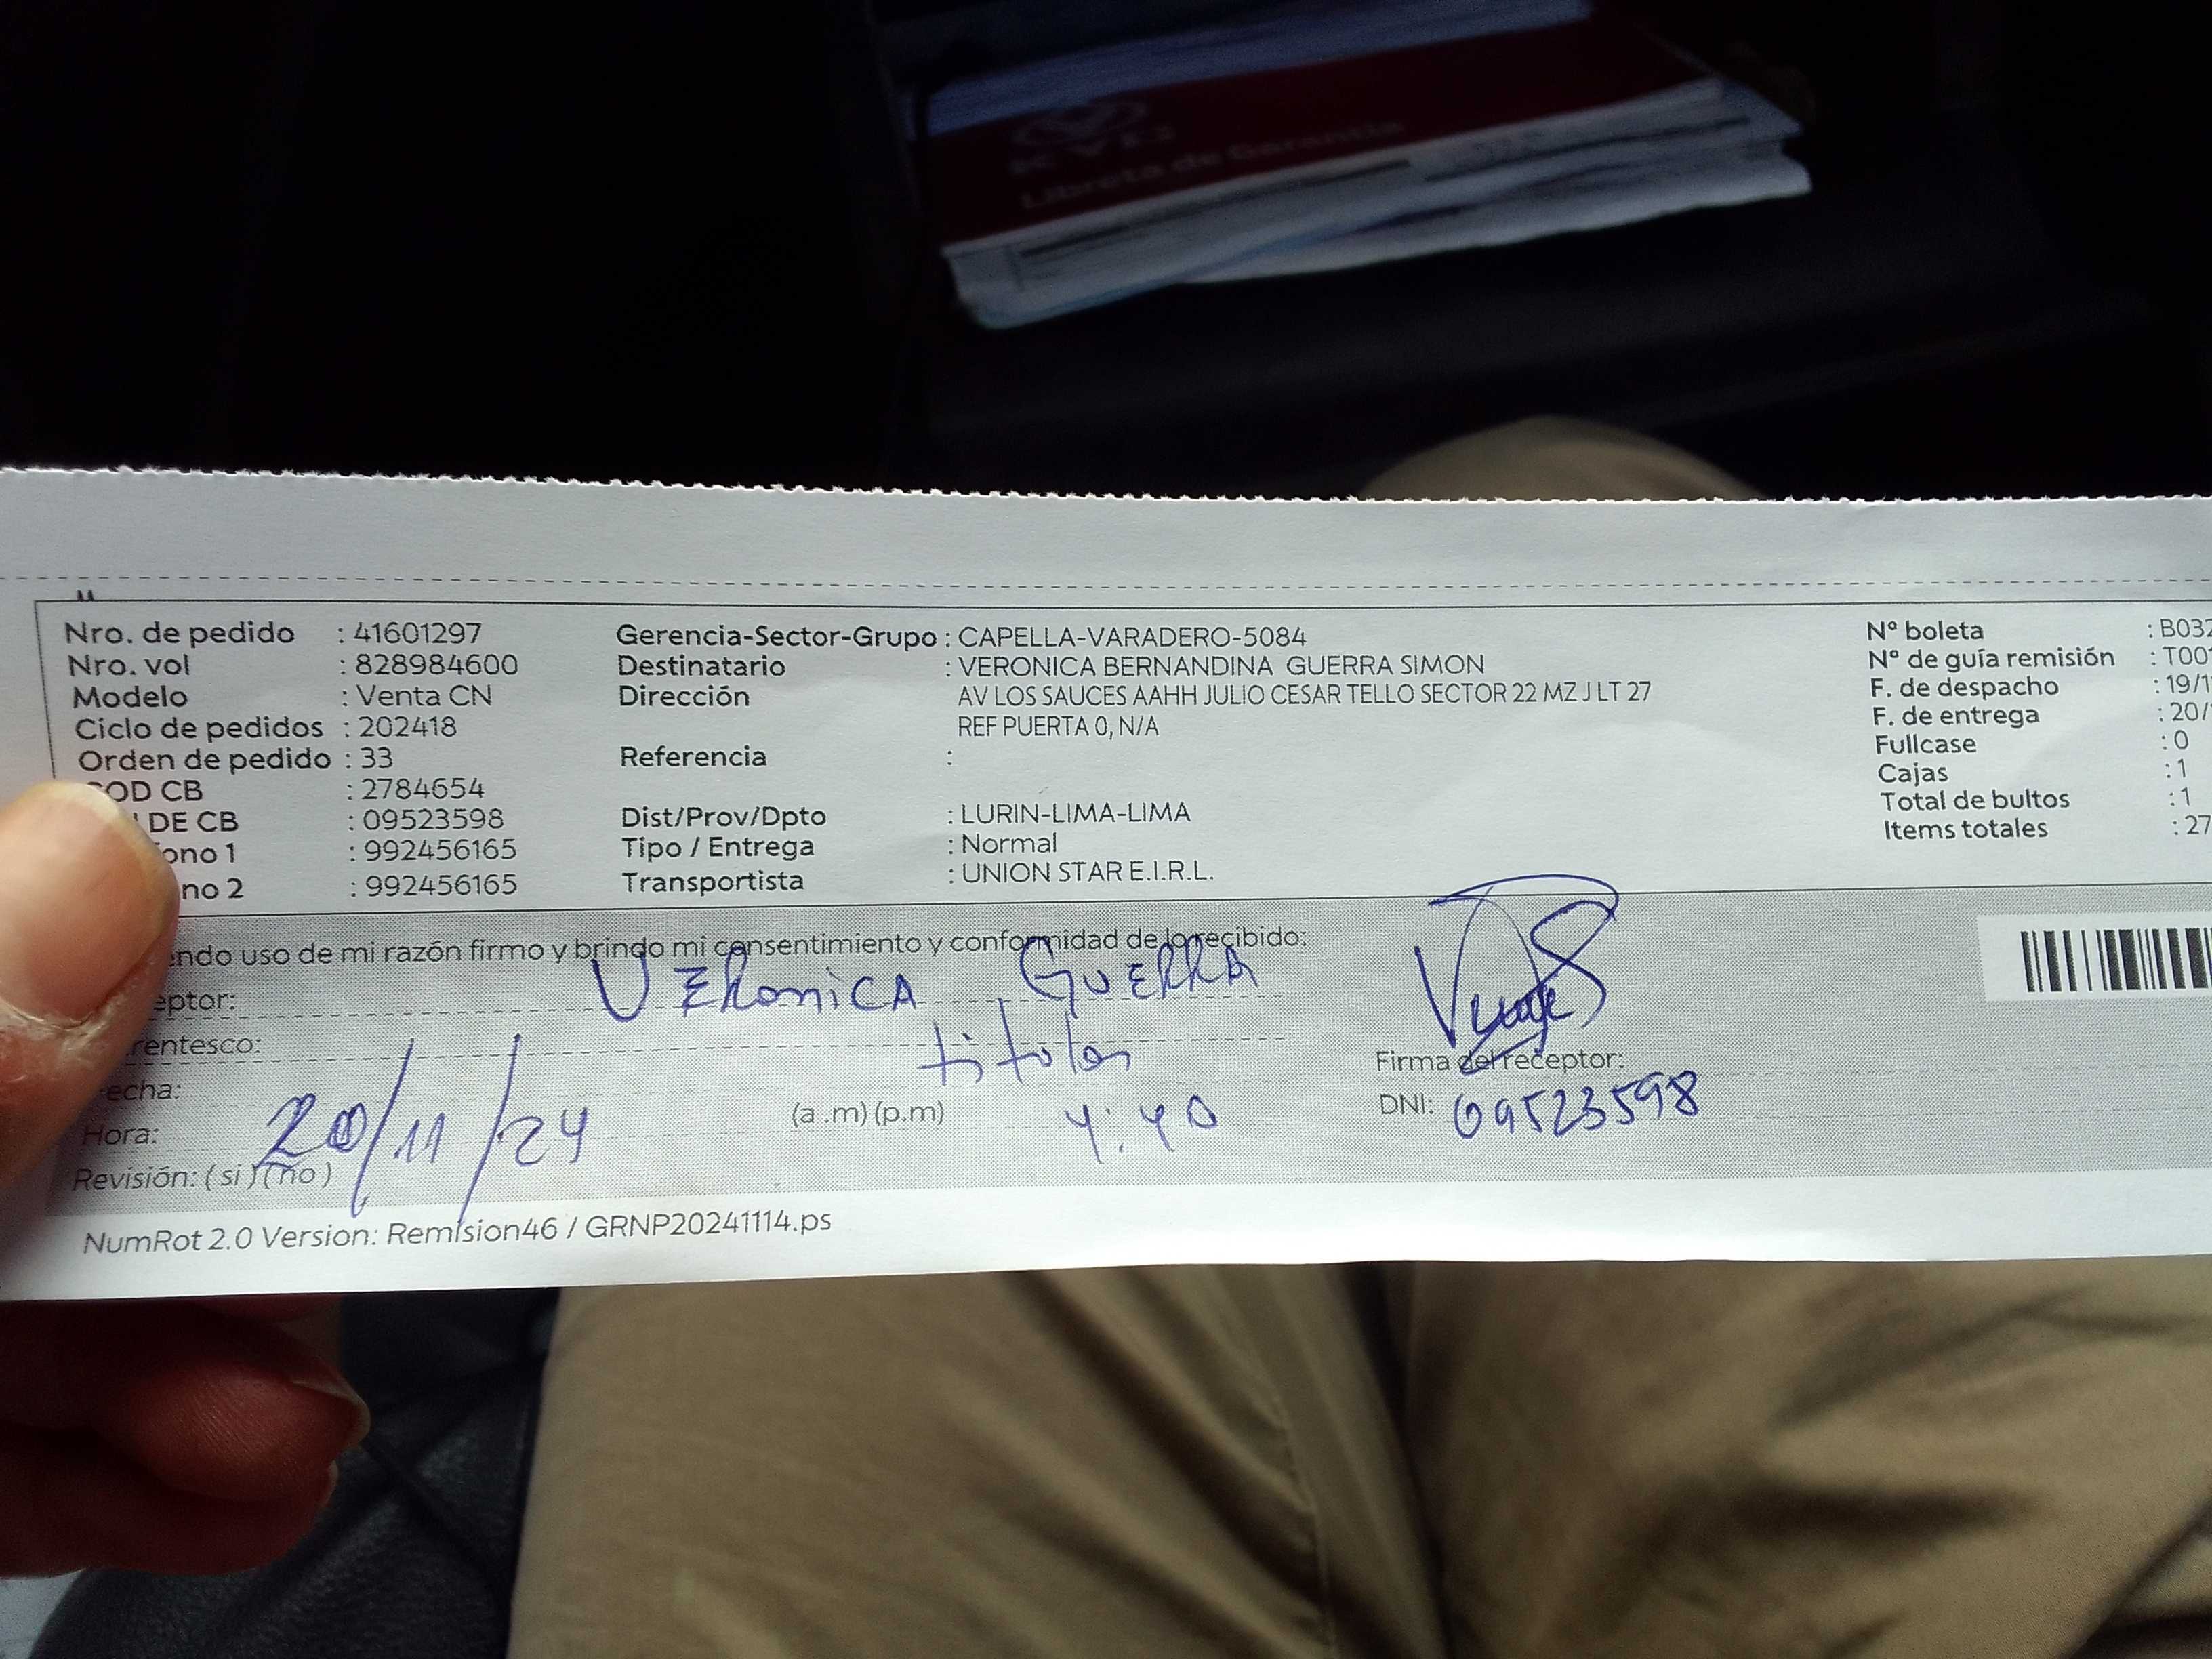 Libreta de Garantía
Nro. de pedido : 41601297 Gerencia-Sector-Grupo : CAPELLA-VARADERO-5084 N° boleta : B032
Nro. vol : 828984600 Destinatario : VERONICA BERNANDINA GUERRA SIMON N° de guía remisión : T001
Modelo : Venta CN Dirección AV LOS SAUCES AAHH JULIO CESAR TELLO SECTOR 22 MZ J LT 27 F. de despacho : 19/1
Ciclo de pedidos : 202418 REF PUERTA 0, N/A F. de entrega : 20/
Orden de pedido : 33 Referencia : Fullcase : 0
OD CB : 2784654 Cajas : 1
DE CB : 09523598 Dist/Prov/Dpto : LURIN-LIMA-LIMA Total de bultos : 1
ono 1 : 992456165 Tipo / Entrega : Normal Items totales : 27
no 2 : 992456165 Transportista : UNION STAR E.I.R.L.
ndo uso de mi razón firmo y brindo mi consentimiento y conformidad de lo recibido:
eptor: VERONICA GUERRA
rentesco: titular Firma del receptor:
echa: 20/11/24 DNI: 09523598
Hora: (a .m) (p.m) 4:40
Revisión: ( si ) ( no )
NumRot 2.0 Version: Remision46 / GRNP20241114.ps